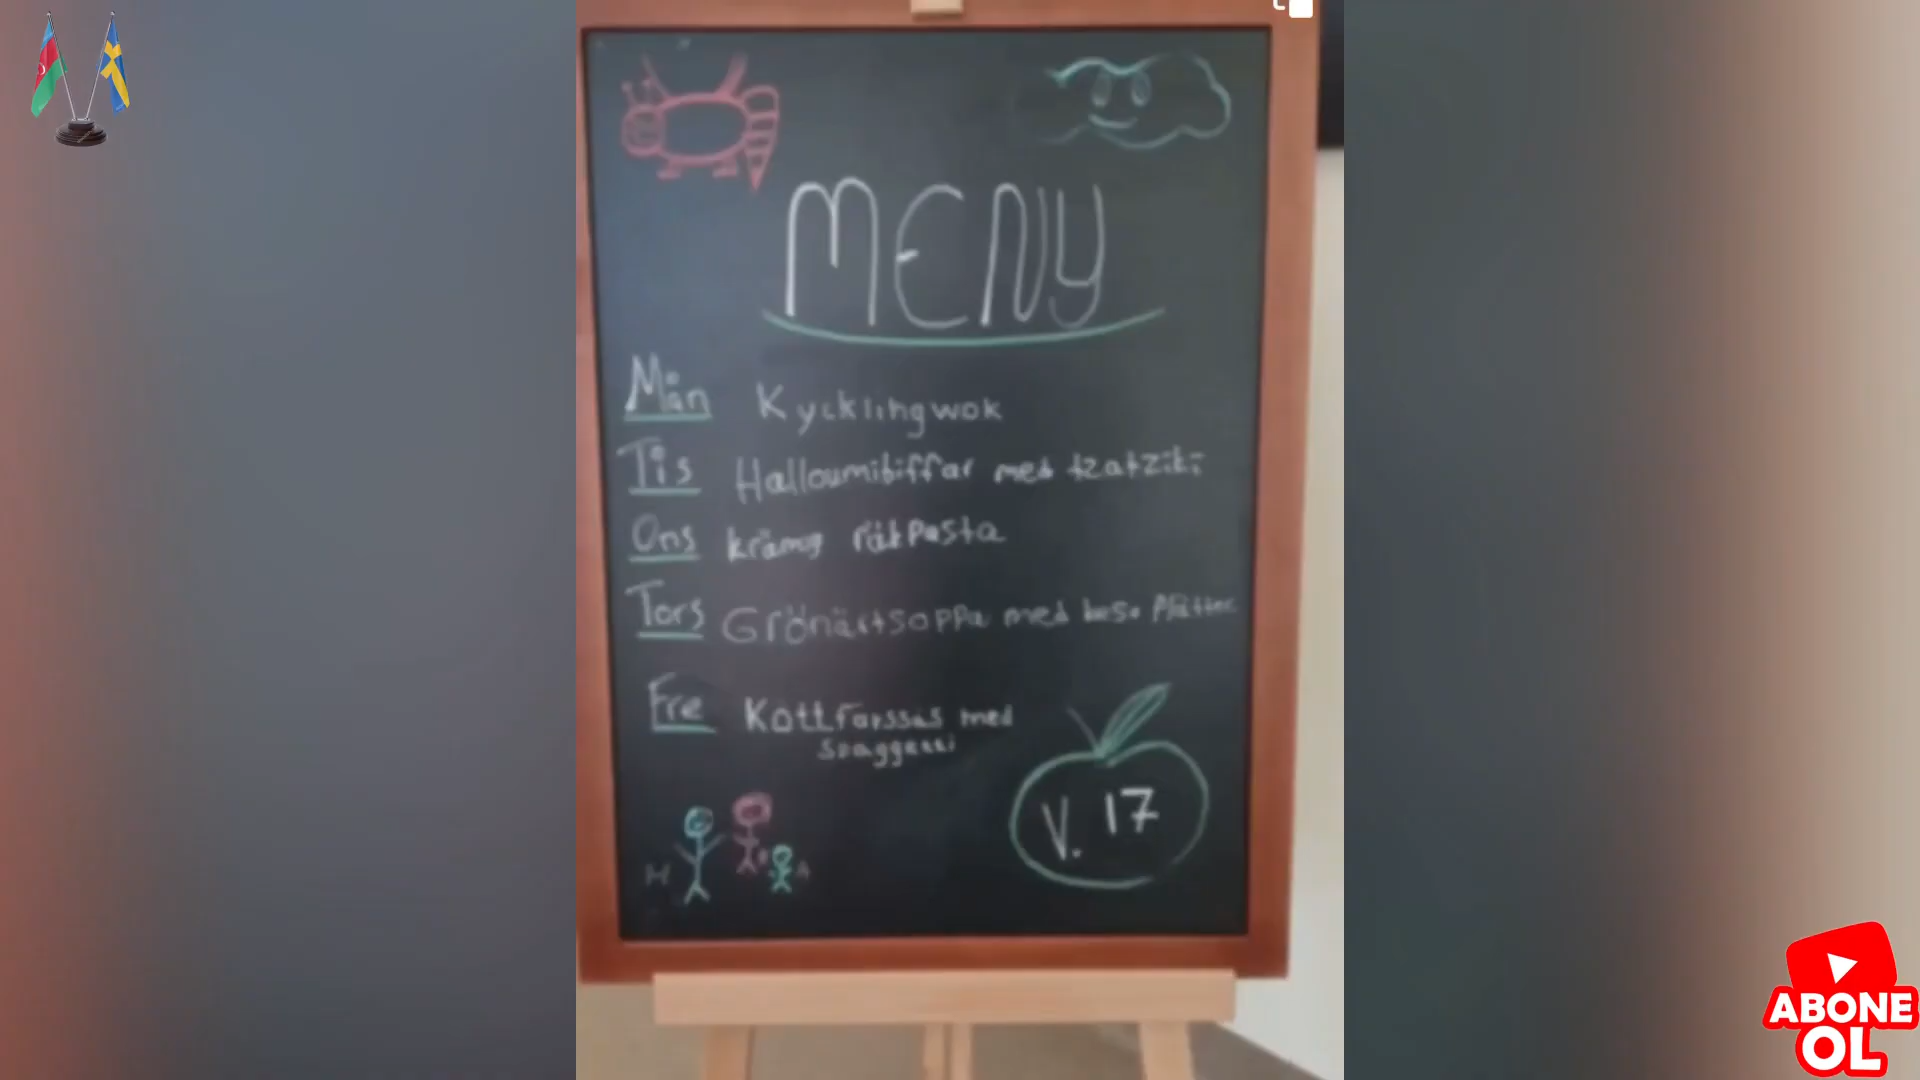 MENY
Mån Kycklingwok
Tis Halloumibiffar med tzatziki
Ons krämig räkpasta
Tors Grönärtsoppa med
Fre Köttfärssås med
V. 17
H A
ABONE
OL